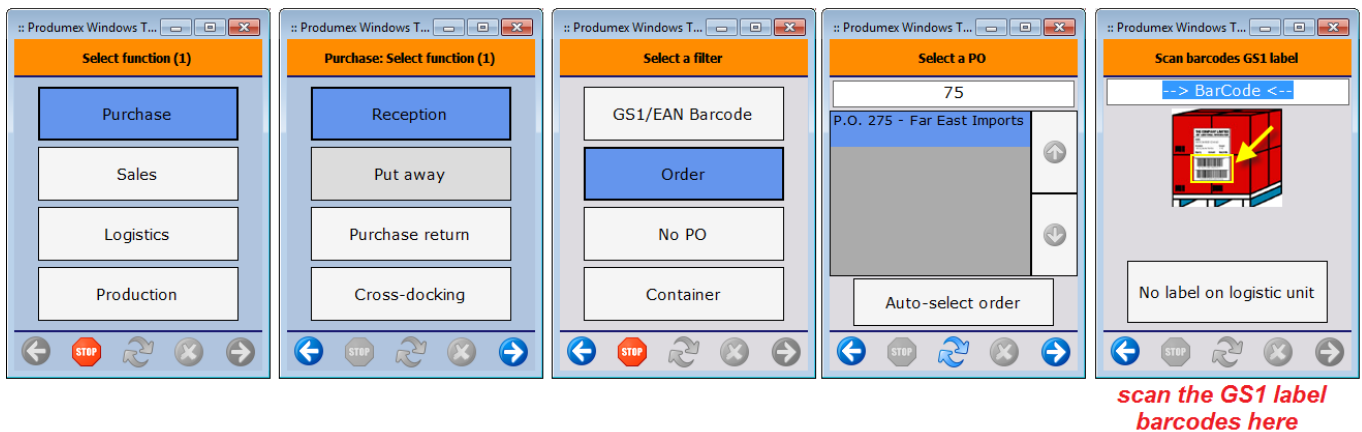 :: Produmex Windows T...
Select function (1)
Purchase
Sales
Logistics
Production
STOP
:: Produmex Windows T...
Purchase: Select function (1)
Reception
Put away
Purchase return
Cross-docking
STOP
:: Produmex Windows T...
Select a filter
GS1/EAN Barcode
Order
No PO
Container
STOP
:: Produmex Windows T...
Select a PO
75
P.O. 275 - Far East Imports
Auto-select order
STOP
:: Produmex Windows T...
Scan barcodes GS1 label
--> BarCode <--
No label on logistic unit
STOP
scan the GS1 label
barcodes here